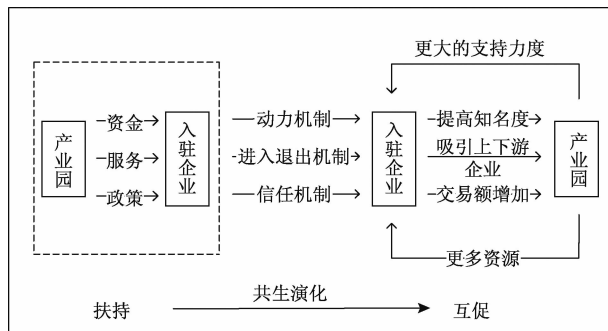 更大的支持力度
产业园
资金
服务
政策
入驻企业
动力机制
进入退出机制
信任机制
入驻企业
提高知名度
吸引上下游
企业
交易额增加
产业园
更多资源
扶持
共生演化
互促